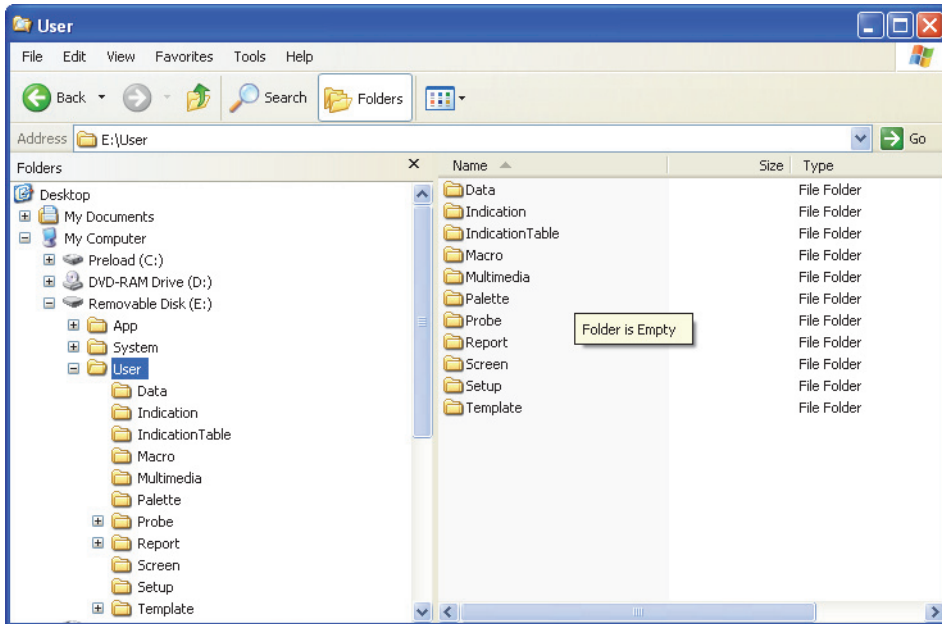 User
File Edit View Favorites Tools Help
Back Search Folders
Address E:\User Go
Folders
Name Size Type
Desktop
My Documents
My Computer
Preload (C:)
DVD-RAM Drive (D:)
Removable Disk (E:)
App
System
User
Data
Indication
IndicationTable
Macro
Multimedia
Palette
Probe
Report
Screen
Setup
Template
Data File Folder
Indication File Folder
IndicationTable File Folder
Macro File Folder
Multimedia File Folder
Palette File Folder
Probe File Folder
Report File Folder
Screen File Folder
Setup File Folder
Template File Folder
Folder is Empty